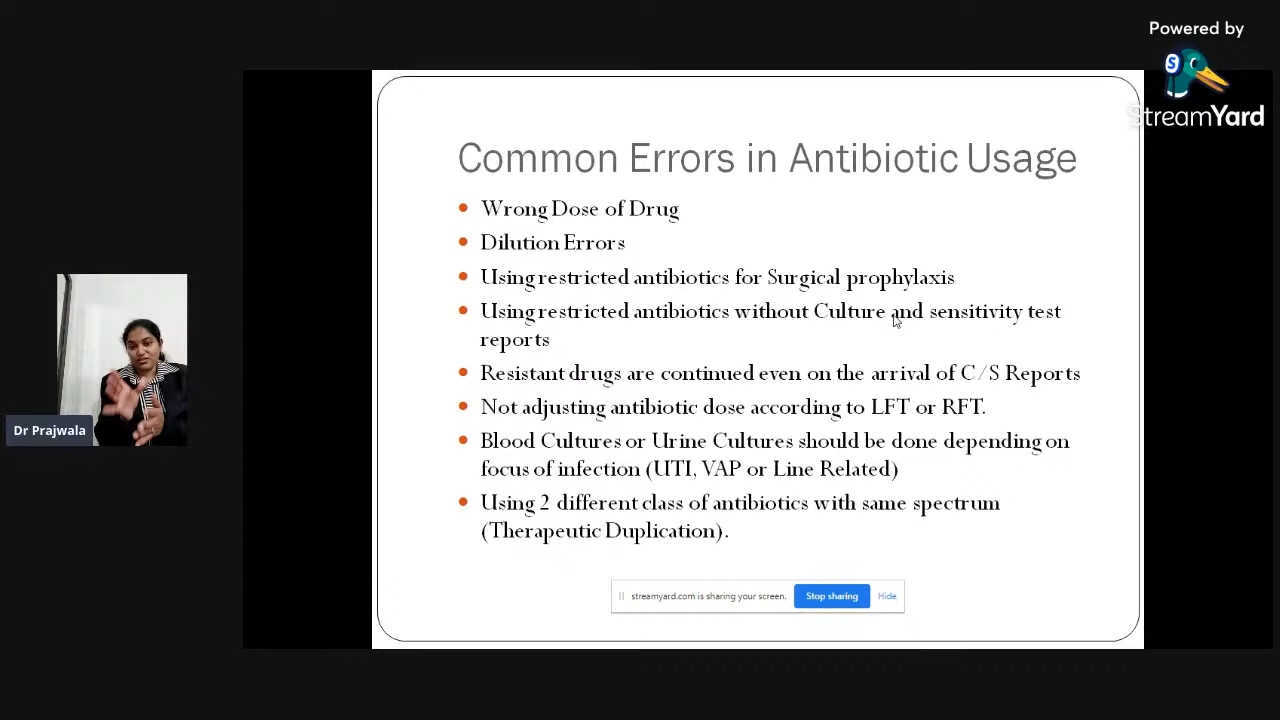 Powered by
StreamYard
Common Errors in Antibiotic Usage
Wrong Dose of Drug
Dilution Errors
Using restricted antibiotics for Surgical prophylaxis
Using restricted antibiotics without Culture and sensitivity test
reports
Resistant drugs are continued even on the arrival of C/S Reports
Not adjusting antibiotic dose according to LFT or RFT.
Blood Cultures or Urine Cultures should be done depending on
focus of infection (UTI, VAP or Line Related)
Using 2 different class of antibiotics with same spectrum
(Therapeutic Duplication).
Dr Prajwala
streamyard.com is sharing your screen. Stop sharing Hide